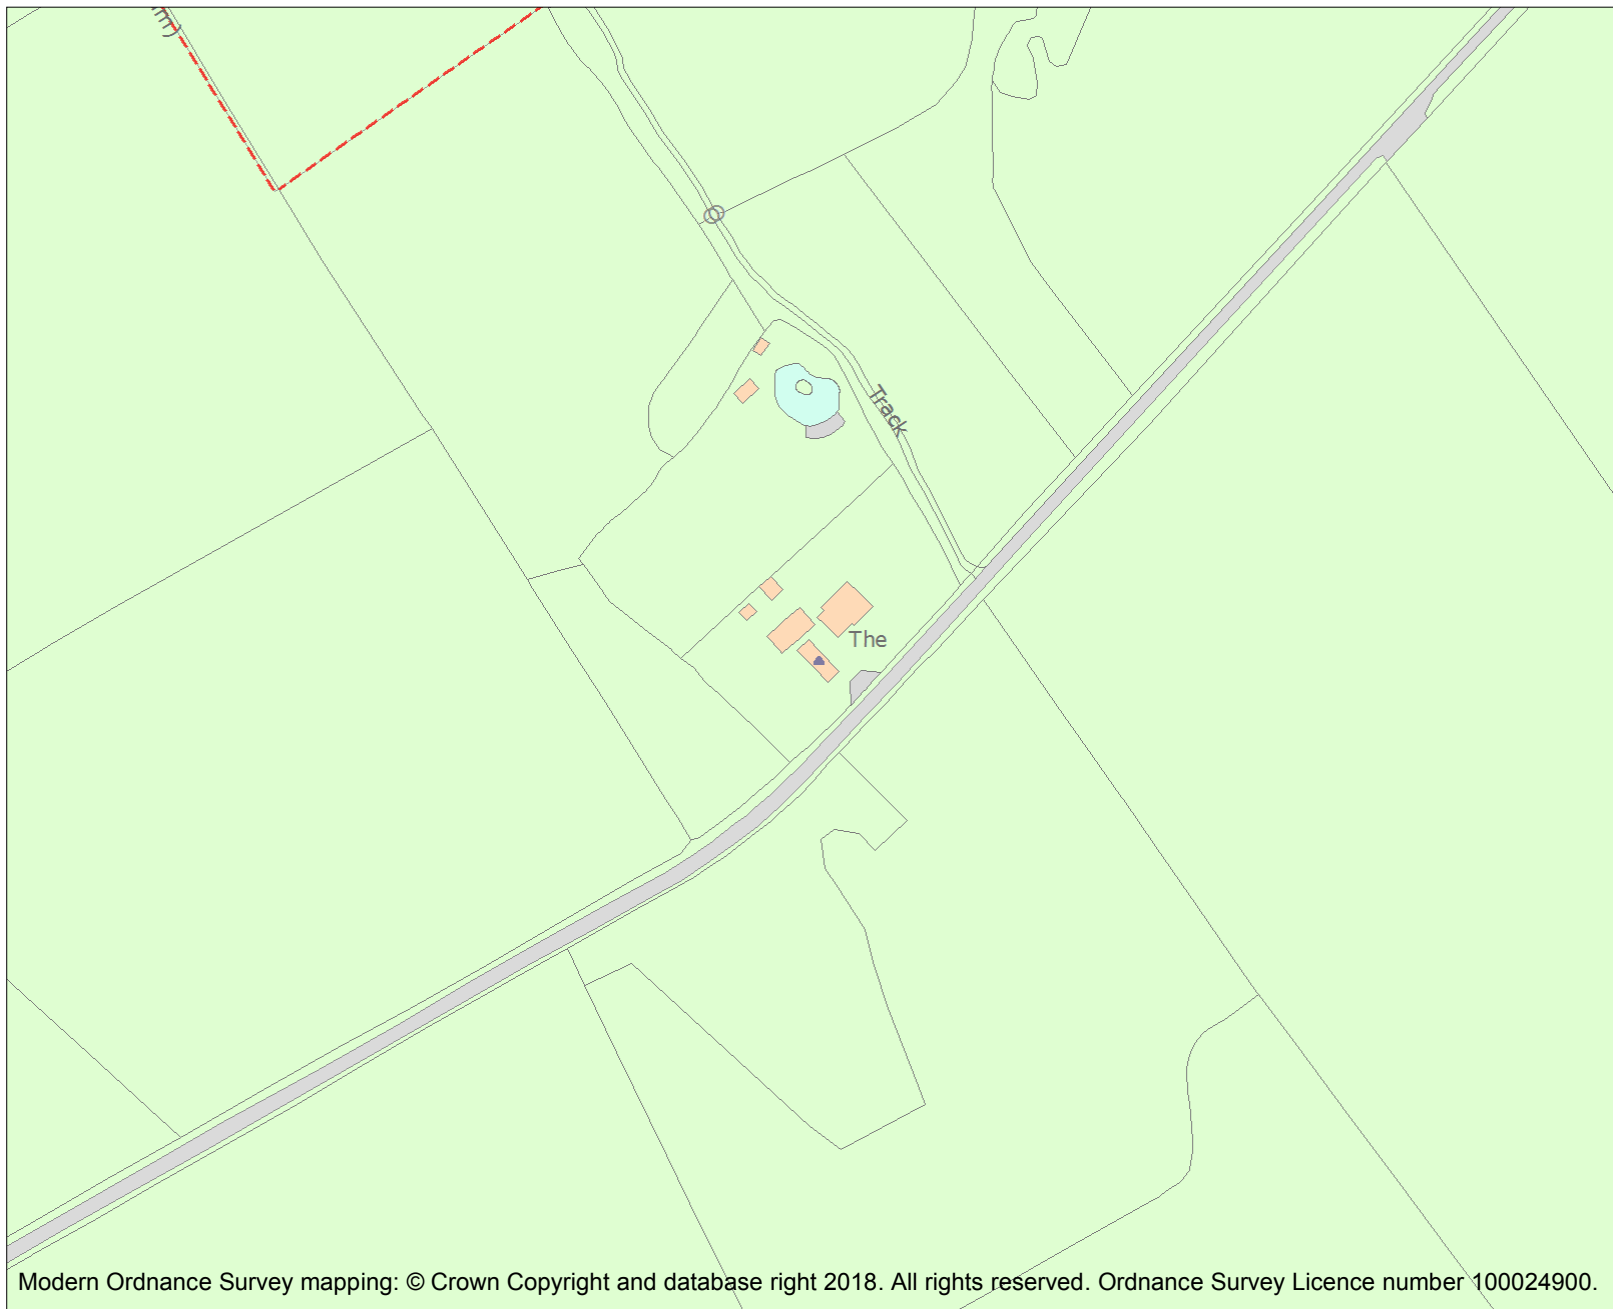 Track
The
Modern Ordnance Survey mapping: © Crown Copyright and database right 2018. All rights reserved. Ordnance Survey Licence number 100024900.